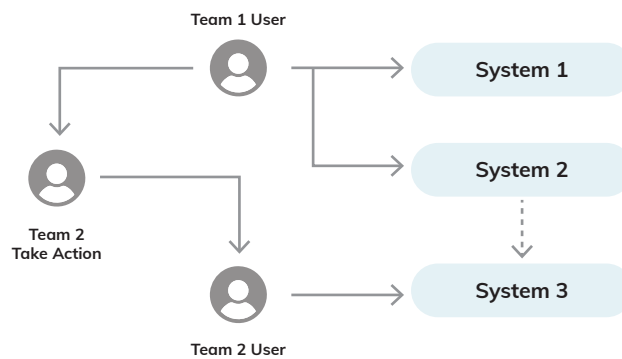 Team 1 User
System 1
System 2
Team 2
Take Action
System 3
Team 2 User